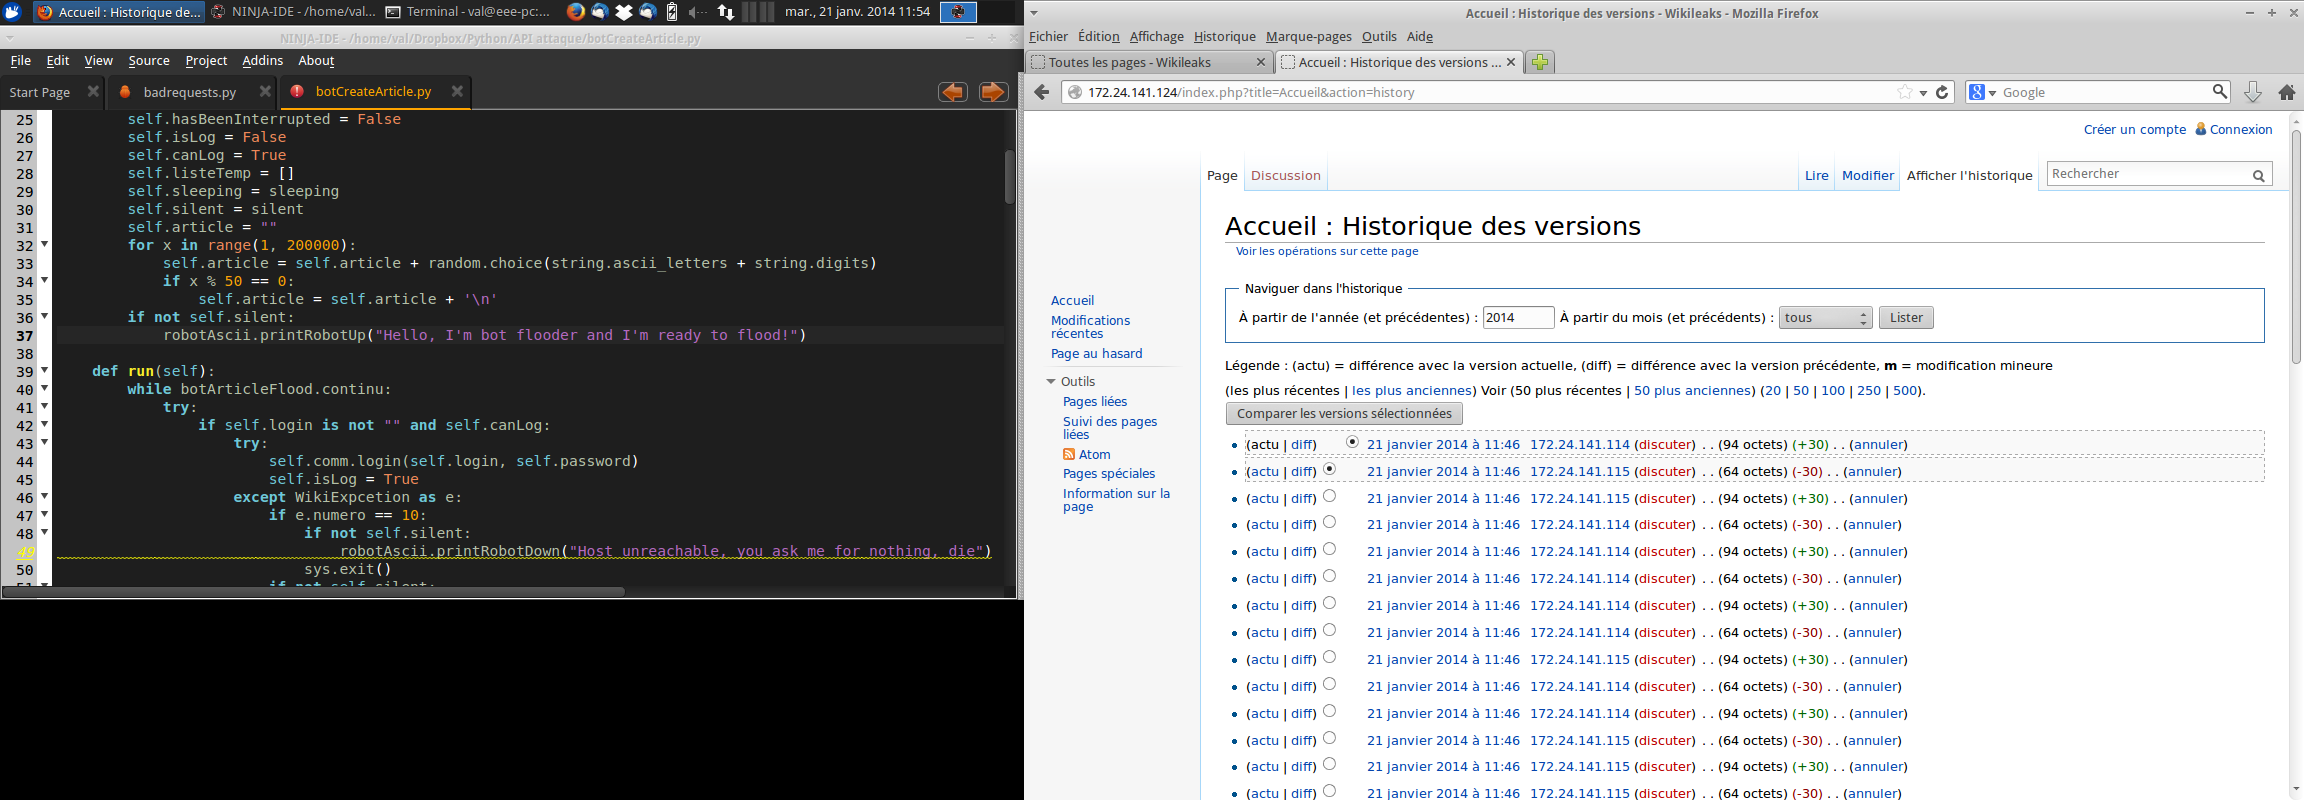 Accueil : Historique de...
NINJA-IDE - /home/val...
Terminal - val@eee-pc:...
mar., 21 janv. 2014 11:54
NINJA-IDE - /home/val/Dropbox/Python/API attaque/botCreateArticle.py
File Edit View Source Project Addins About
Start Page
badrequests.py
botCreateArticle.py
25 self.hasBeenInterrupted = False
26 self.isLog = False
27 self.canLog = True
28 self.listeTemp = []
29 self.sleeping = sleeping
30 self.silent = silent
31 self.article = ""
32 for x in range(1, 200000):
33 self.article = self.article + random.choice(string.ascii_letters + string.digits)
34 if x % 50 == 0:
35 self.article = self.article + '\n'
36 if not self.silent:
37 robotAscii.printRobotUp("Hello, I'm bot flooder and I'm ready to flood!")
38
39 def run(self):
40 while botArticleFlood.continu:
41 try:
42 if self.login is not "" and self.canLog:
43 try:
44 self.comm.login(self.login, self.password)
45 self.isLog = True
46 except WikiExpcetion as e:
47 if e.numero == 10:
48 if not self.silent:
49 robotAscii.printRobotDown("Host unreachable, you ask me for nothing, die")
50 sys.exit()
51 if not self.silent:
Accueil : Historique des versions - Wikileaks - Mozilla Firefox
Fichier Édition Affichage Historique Marque-pages Outils Aide
Toutes les pages - Wikileaks
Accueil : Historique des versions ...
172.24.141.124/index.php?title=Accueil&action=history
Google
Créer un compte Connexion
Page Discussion Lire Modifier Afficher l'historique
Rechercher
Accueil : Historique des versions
Voir les opérations sur cette page
Accueil
Modifications
récentes
Page au hasard
Outils
Pages liées
Suivi des pages
liées
Atom
Pages spéciales
Information sur la
page
Naviguer dans l'historique
À partir de l'année (et précédentes) : 2014 À partir du mois (et précédents) : tous Lister
Légende : (actu) = différence avec la version actuelle, (diff) = différence avec la version précédente, m = modification mineure
(les plus récentes | les plus anciennes) Voir (50 plus récentes | 50 plus anciennes) (20 | 50 | 100 | 250 | 500).
Comparer les versions sélectionnées
(actu | diff) 21 janvier 2014 à 11:46 172.24.141.114 (discuter) . . (94 octets) (+30) . . (annuler)
(actu | diff) 21 janvier 2014 à 11:46 172.24.141.115 (discuter) . . (64 octets) (-30) . . (annuler)
(actu | diff) 21 janvier 2014 à 11:46 172.24.141.115 (discuter) . . (94 octets) (+30) . . (annuler)
(actu | diff) 21 janvier 2014 à 11:46 172.24.141.114 (discuter) . . (64 octets) (-30) . . (annuler)
(actu | diff) 21 janvier 2014 à 11:46 172.24.141.114 (discuter) . . (94 octets) (+30) . . (annuler)
(actu | diff) 21 janvier 2014 à 11:46 172.24.141.114 (discuter) . . (64 octets) (-30) . . (annuler)
(actu | diff) 21 janvier 2014 à 11:46 172.24.141.114 (discuter) . . (94 octets) (+30) . . (annuler)
(actu | diff) 21 janvier 2014 à 11:46 172.24.141.114 (discuter) . . (64 octets) (-30) . . (annuler)
(actu | diff) 21 janvier 2014 à 11:46 172.24.141.115 (discuter) . . (94 octets) (+30) . . (annuler)
(actu | diff) 21 janvier 2014 à 11:46 172.24.141.114 (discuter) . . (64 octets) (-30) . . (annuler)
(actu | diff) 21 janvier 2014 à 11:46 172.24.141.114 (discuter) . . (94 octets) (+30) . . (annuler)
(actu | diff) 21 janvier 2014 à 11:46 172.24.141.115 (discuter) . . (64 octets) (-30) . . (annuler)
(actu | diff) 21 janvier 2014 à 11:46 172.24.141.115 (discuter) . . (94 octets) (+30) . . (annuler)
(actu | diff) 21 janvier 2014 à 11:46 172.24.141.115 (discuter) . . (64 octets) (-30) . . (annuler)